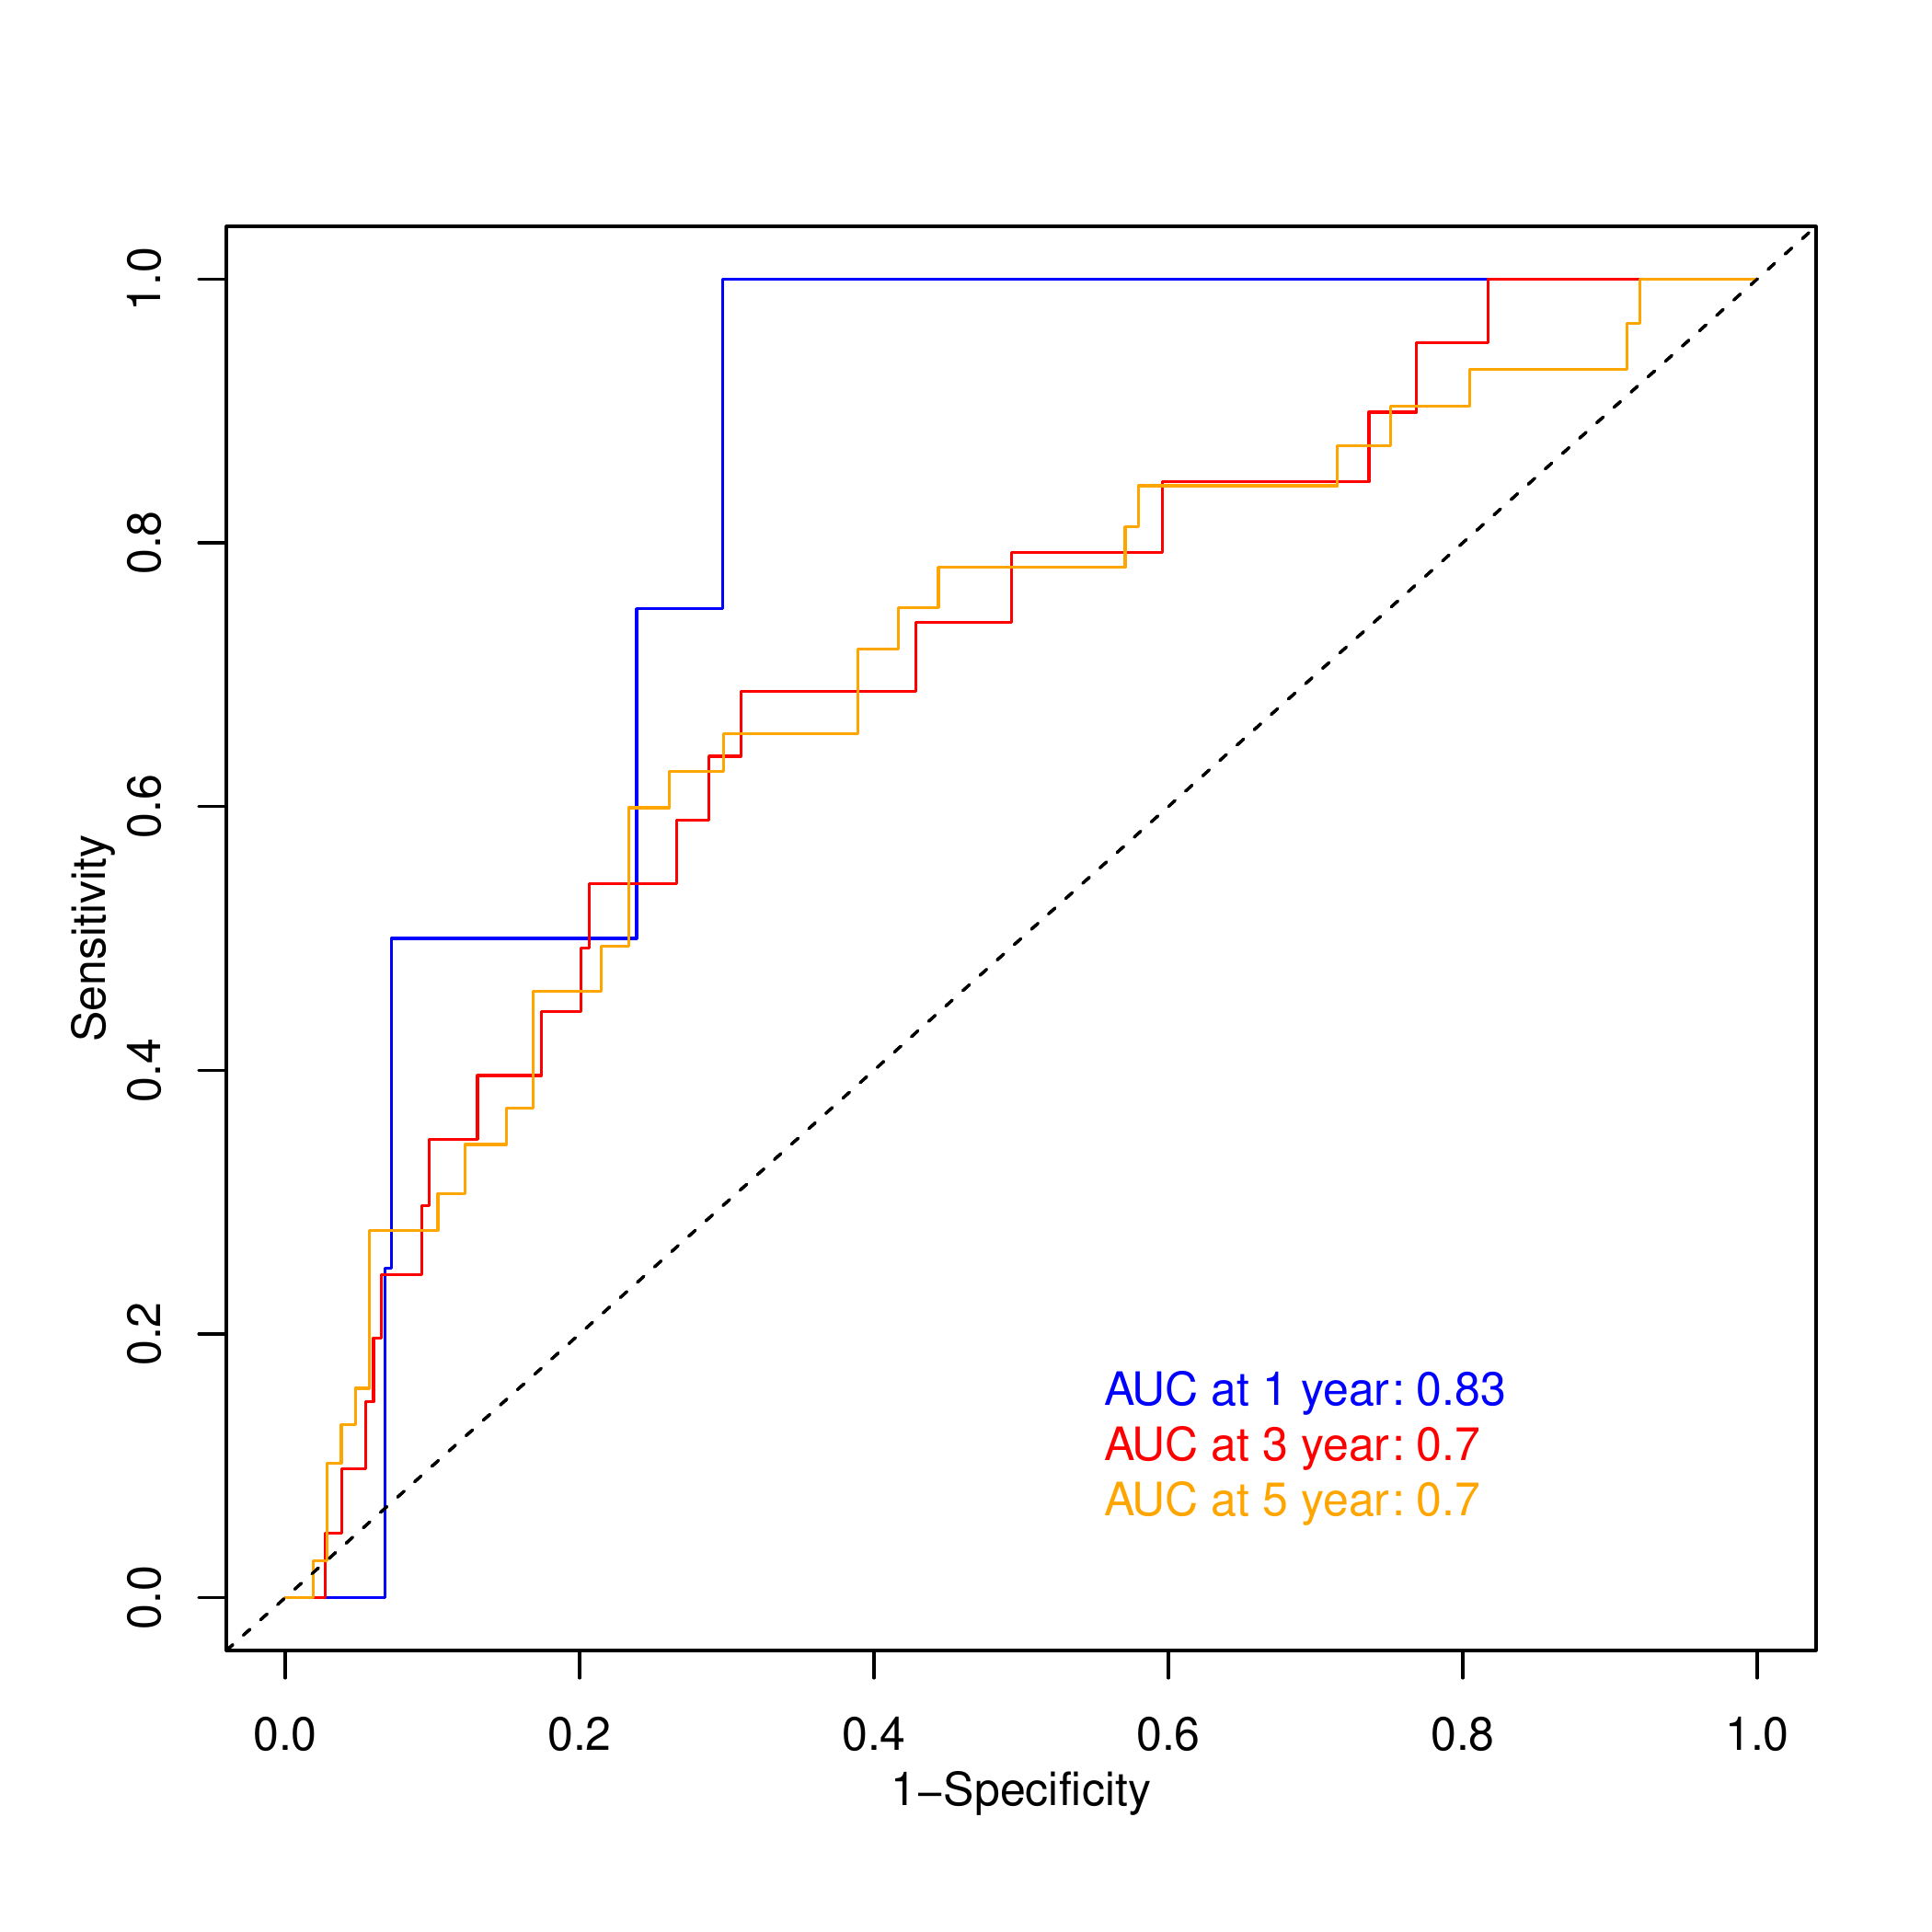 1.0
0.8
0.6
0.4
0.2
0.0
Sensitivity
AUC at 1 year: 0.83
AUC at 3 year: 0.7
AUC at 5 year: 0.7
0.0 0.2 0.4 0.6 0.8 1.0
1−Specificity